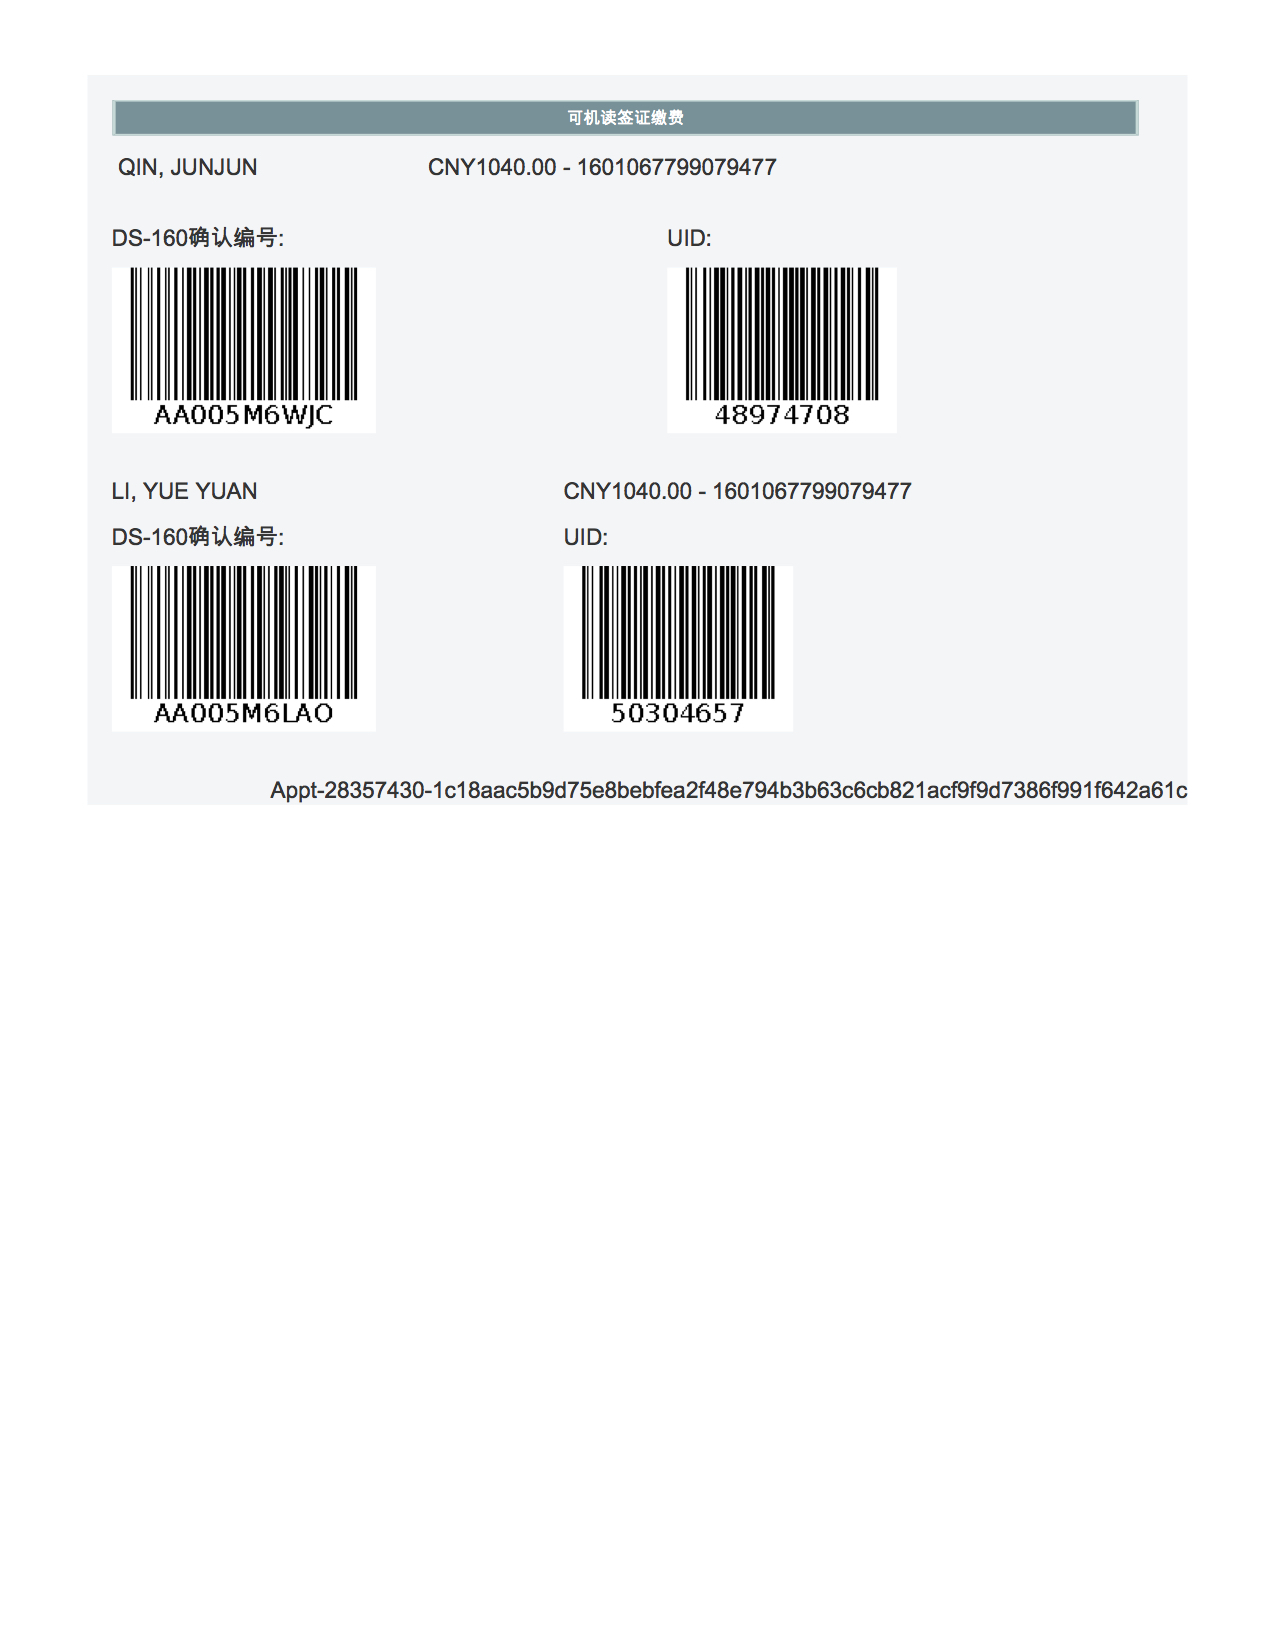 可机读签证缴费
QIN, JUNJUN CNY1040.00 - 1601067799079477
DS-160确认编号: UID:
AA005M6WJC 48974708
LI, YUE YUAN CNY1040.00 - 1601067799079477
DS-160确认编号: UID:
AA005M6LAO 50304657
Appt-28357430-1c18aac5b9d75e8bebfea2f48e794b3b63c6cb821acf9f9d7386f991f642a61c